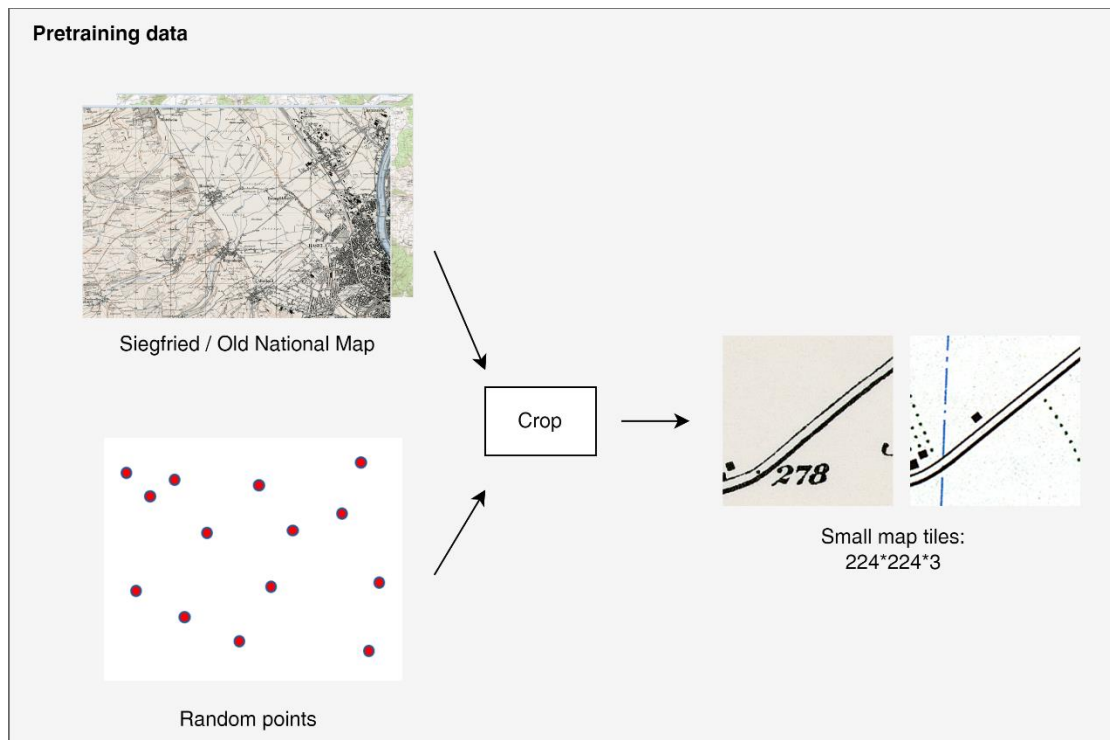 Pretraining data
Siegfried / Old National Map
Crop
278
Small map tiles:
224*224*3
Random points